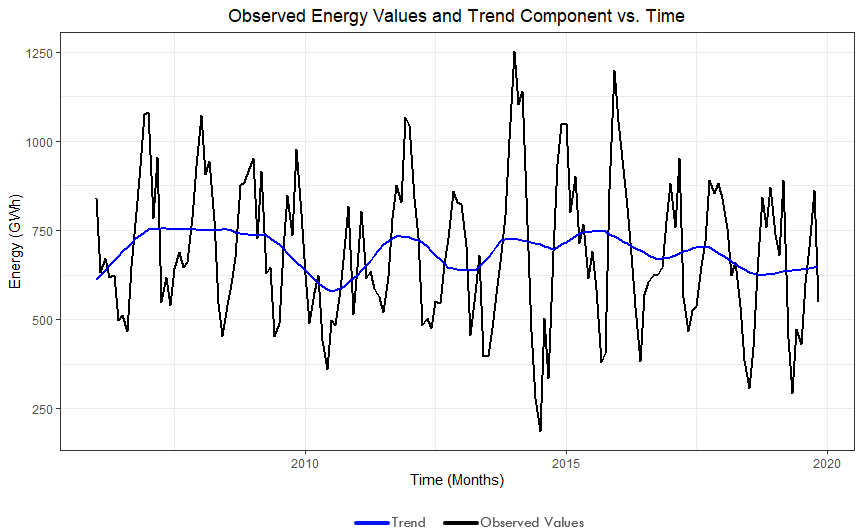 Observed Energy Values and Trend Component vs. Time
1250
1000
750
500
250
Energy (GWh)
2010
2015
2020
Time (Months)
Trend
Observed Values